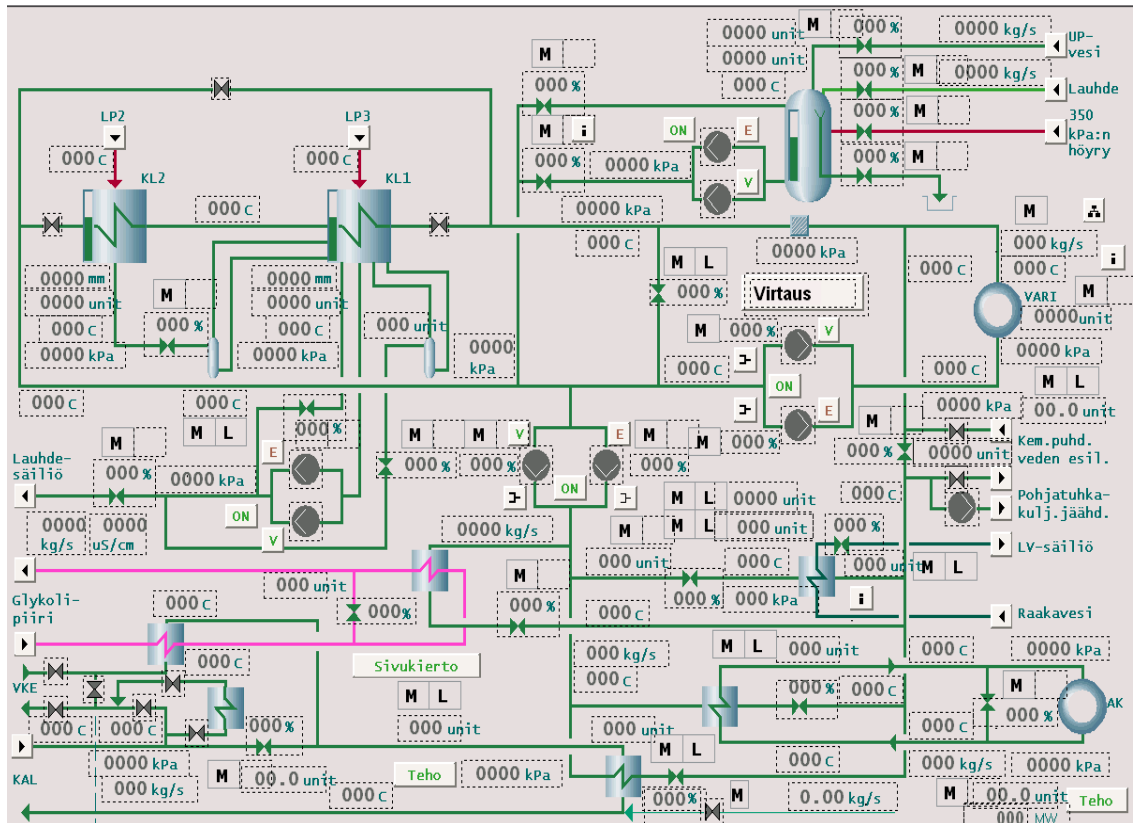 0000 unit
M
000 %
0000 kg/s
UP-
vesi
0000 unit
000 C
000 %
M
0000 kg/s
Lauhde
M
000 %
000 %
M
350
kPa:n
höyry
LP2
LP3
M
i
ON
E
000 %
M
000 C
000 C
000 %
0000 kPa
V
KL2
KL1
000 C
0000 kPa
M
000 C
0000 kPa
000 kg/s
i
0000 mm
0000 mm
M
L
000 C
000 C
M
0000 unit
M
0000 unit
000 %
Virtaus
VARI
0000 unit
000 C
000 %
000 C
000 unit
M
000 %
V
0000 kPa
0000 kPa
0000
kPa
000 C
000 C
0000 kPa
ON
M
L
000 C
000 C
000 %
M
L
M
M
V
E
M
M
E
M
0000 kPa
00.0 unit
Kem.puhd.
veden esil.
Lauhde-
säiliö
M
000 %
0000 kPa
E
000 %
000 %
000 %
000 %
0000 unit
ON
Pohjatuhka-
kulj.jäähd.
0000
kg/s
0000
uS/cm
ON
V
M
L
0000 unit
000 C
0000 kg/s
M
M
L
000 unit
000 %
LV-säiliö
000 C
000 unit
M
L
000 unit
M
000 %
000 kPa
i
Glykoli-
piiri
000 C
000 %
000 %
000 C
Raakavesi
000 C
Sivukierto
000 kg/s
M
L
000 unit
000 C
0000 kPa
VKE
M
L
000 C
000 %
000 C
M
AK
000 %
000 C
000 C
000 %
000 unit
000 unit
M
L
000 C
KAL
0000 kPa
000 kg/s
M
00.0 unit
Teho
0000 kPa
000 C
000 kg/s
0000 kPa
000 C
000 %
M
0.00 kg/s
M
00.0 unit
Teho
000 MW